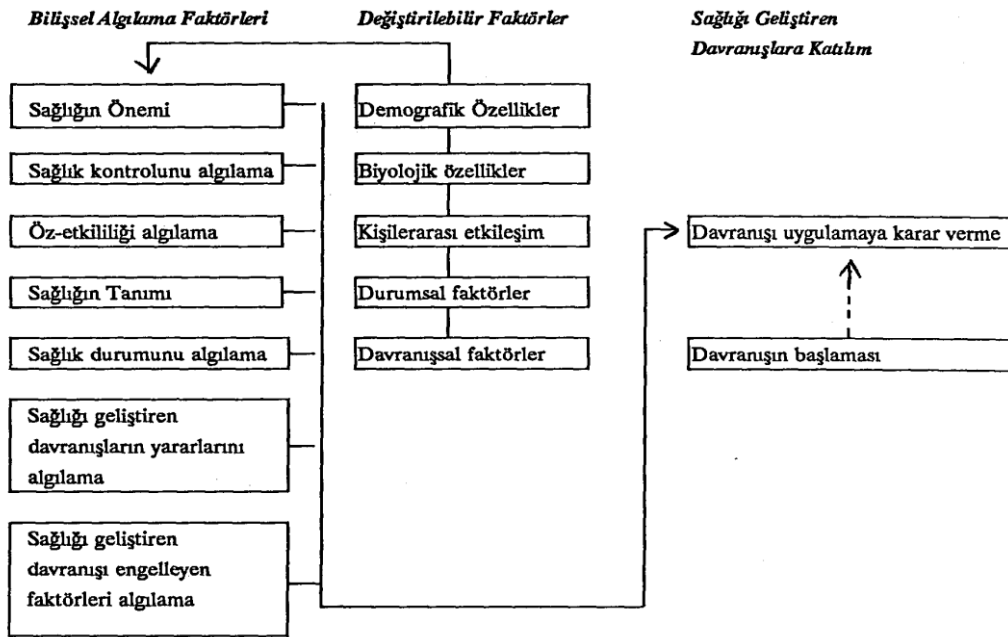 Bilişsel Algılama Faktörleri
Sağlığın Önemi
Sağlık kontrolunu algılama
Öz-etkililiği algılama
Sağlığın Tanımı
Sağlık durumunu algılama
Sağlığı geliştiren
davranışların yararlarını
algılama
Sağlığı geliştiren
davranışı engelleyen
faktörleri algılama
Değiştirilebilir Faktörler
Demografik Özellikler
Biyolojik özellikler
Kişilerarası etkileşim
Durumsal faktörler
Davranışsal faktörler
Sağlığı Geliştiren
Davranışlara Katılım
Davranışı uygulamaya karar verme
Davranışın başlaması